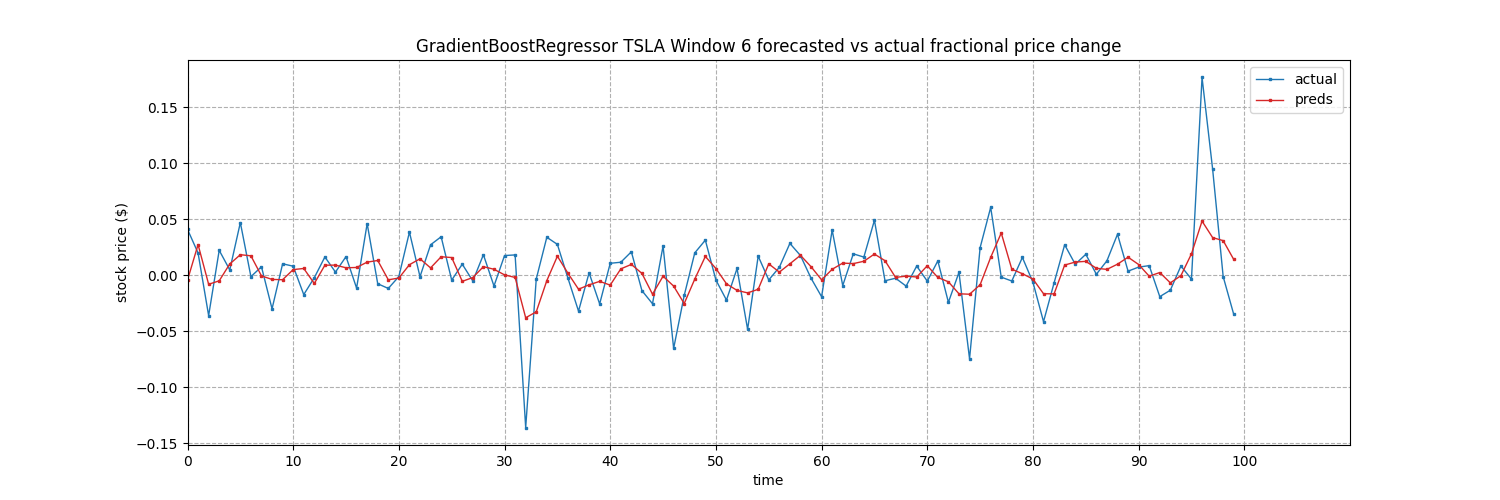 GradientBoostRegressor TSLA Window 6 forecasted vs actual fractional price change
actual
preds
stock price ($)
0.15
0.10
0.05
0.00
−0.05
−0.10
−0.15
0 10 20 30 40 50 60 70 80 90 100
time